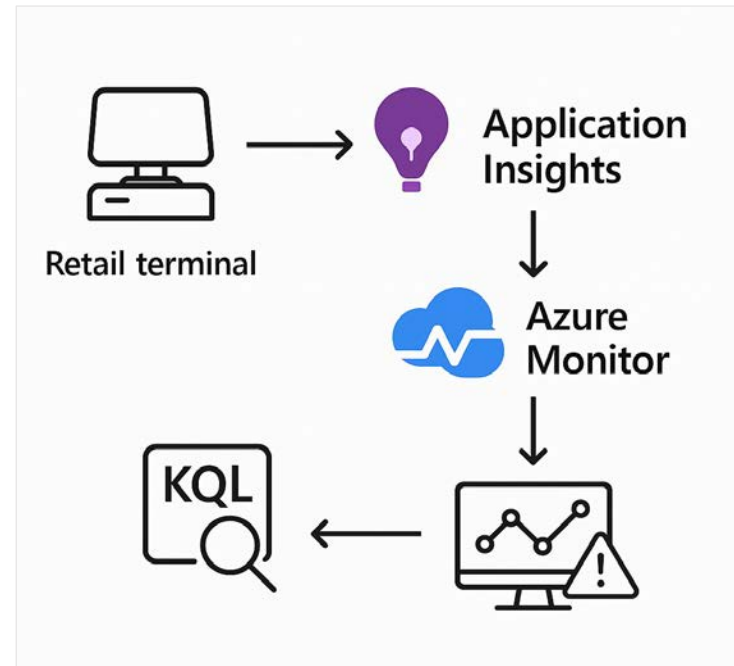 Application
Insights
Retail terminal
Azure
Monitor
KQL
!